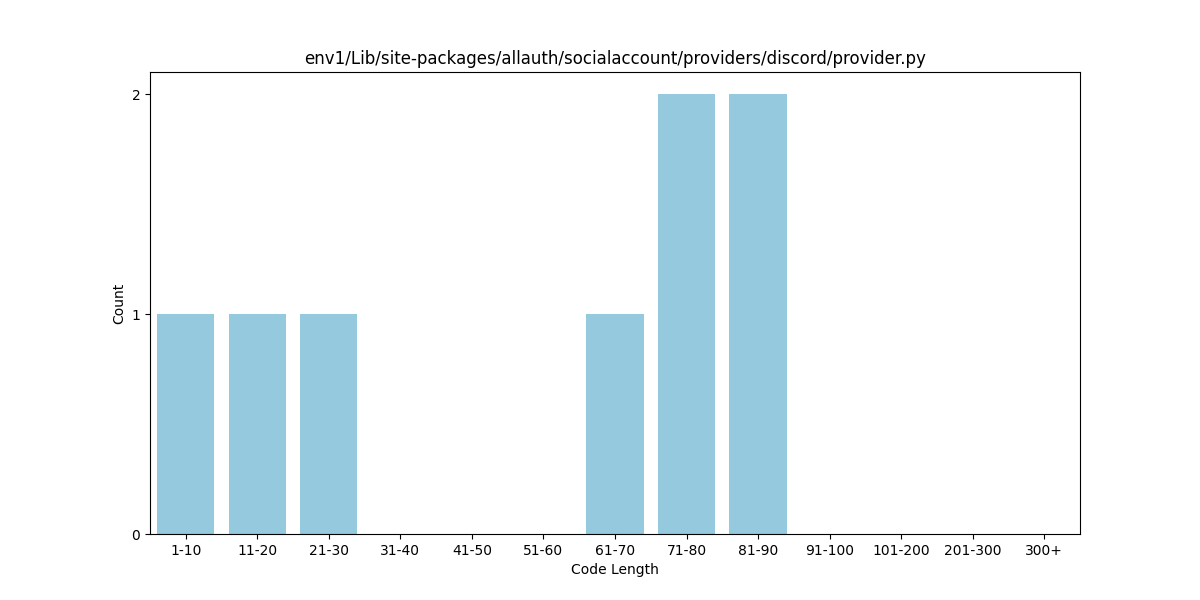 env1/Lib/site-packages/allauth/socialaccount/providers/discord/provider.py
2
1
0
Count
1-10 11-20 21-30 31-40 41-50 51-60 61-70 71-80 81-90 91-100 101-200 201-300 300+
Code Length